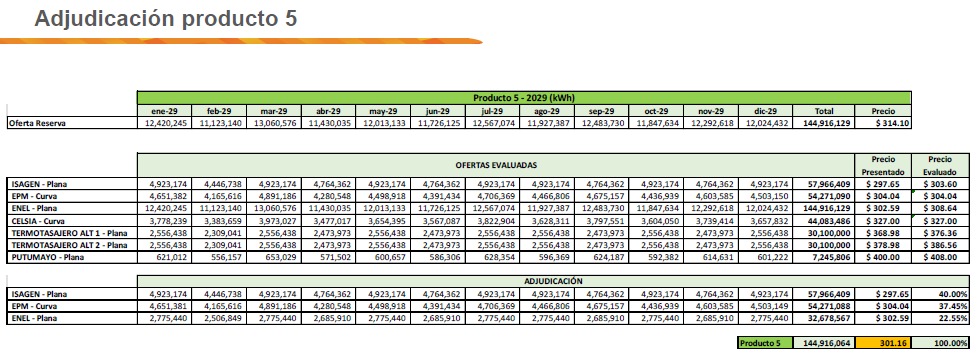 Adjudicación producto 5
Producto 5 - 2029 (kWh)
ene-29 feb-29 mar-29 abr-29 may-29 jun-29 jul-29 ago-29 sep-29 oct-29 nov-29 dic-29 Total Precio
Oferta Reserva 12,420,245 11,123,140 13,060,576 11,430,035 12,013,133 11,726,125 12,567,074 11,927,387 12,483,730 11,847,634 12,292,618 12,024,432 144,916,129 $ 314.10
OFERTAS EVALUADAS Precio Presentado Precio Evaluado
ISAGEN - Plana 4,923,174 4,446,738 4,923,174 4,764,362 4,923,174 4,764,362 4,923,174 4,923,174 4,764,362 4,923,174 4,764,362 4,923,174 57,966,409 $ 297.65 $ 303.60
EPM - Curva 4,651,382 4,165,616 4,891,186 4,280,548 4,498,918 4,391,434 4,706,369 4,466,806 4,675,157 4,436,939 4,603,585 4,503,150 54,271,090 $ 304.04 $ 304.04
ENEL - Plana 12,420,245 11,123,140 13,060,576 11,430,035 12,013,133 11,726,125 12,567,074 11,927,387 12,483,730 11,847,634 12,292,618 12,024,432 144,916,129 $ 302.59 $ 308.64
CELSIA - Curva 3,778,239 3,383,659 3,973,027 3,477,017 3,654,395 3,567,087 3,822,904 3,628,311 3,797,551 3,604,050 3,739,414 3,657,832 44,083,486 $ 327.00 $ 327.00
TERMOTASAJERO ALT 1 - Plana 2,556,438 2,309,041 2,556,438 2,473,973 2,556,438 2,473,973 2,556,438 2,556,438 2,473,973 2,556,438 2,473,973 2,556,438 30,100,000 $ 368.98 $ 376.36
TERMOTASAJERO ALT 2 - Plana 2,556,438 2,309,041 2,556,438 2,473,973 2,556,438 2,473,973 2,556,438 2,556,438 2,473,973 2,556,438 2,473,973 2,556,438 30,100,000 $ 378.98 $ 386.56
PUTUMAYO - Plana 621,012 556,157 653,029 571,502 600,657 586,306 628,354 596,369 624,187 592,382 614,631 601,222 7,245,806 $ 400.00 $ 408.00
ADJUDICACIÓN
ISAGEN - Plana 4,923,174 4,446,738 4,923,174 4,764,362 4,923,174 4,764,362 4,923,174 4,923,174 4,764,362 4,923,174 4,764,362 4,923,174 57,966,409 $ 297.65 40.00%
EPM - Curva 4,651,381 4,165,616 4,891,186 4,280,548 4,498,918 4,391,434 4,706,369 4,466,806 4,675,157 4,436,939 4,603,585 4,503,149 54,271,088 $ 304.04 37.45%
ENEL - Plana 2,775,440 2,506,849 2,775,440 2,685,910 2,775,440 2,685,910 2,775,440 2,775,440 2,685,910 2,775,440 2,685,910 2,775,440 32,678,567 $ 302.59 22.55%
Producto 5 144,916,064 301.16 100.00%